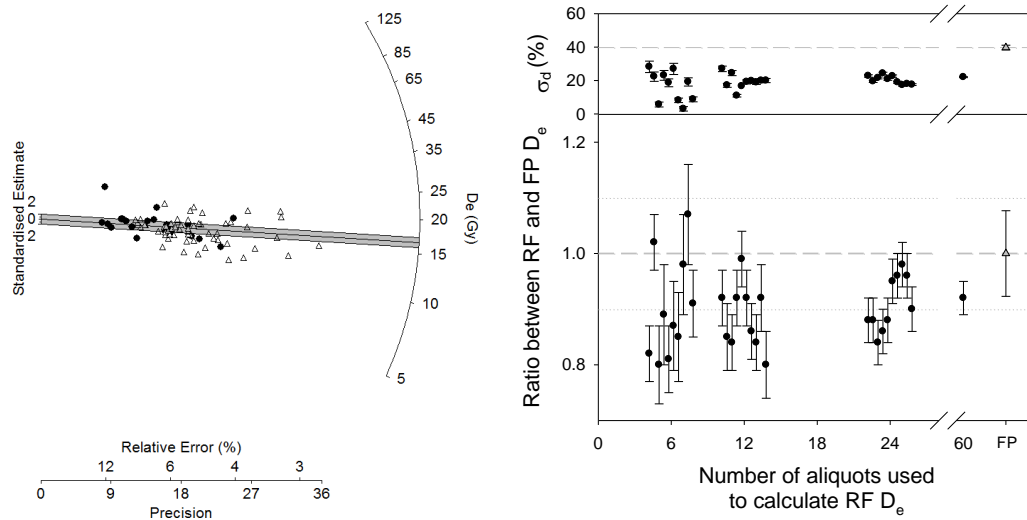 125
85
65
45
35
25
20
15
10
5
De (Gy)
Standardised Estimate
2
0
2
Relative Error (%)
12 6 4 3
0 9 18 27 36
Precision
60
40
20
0
σd (%)
1.2
1.0
0.8
Ratio between RF and FP De
0 6 12 18 24 60 FP
Number of aliquots used
to calculate RF De